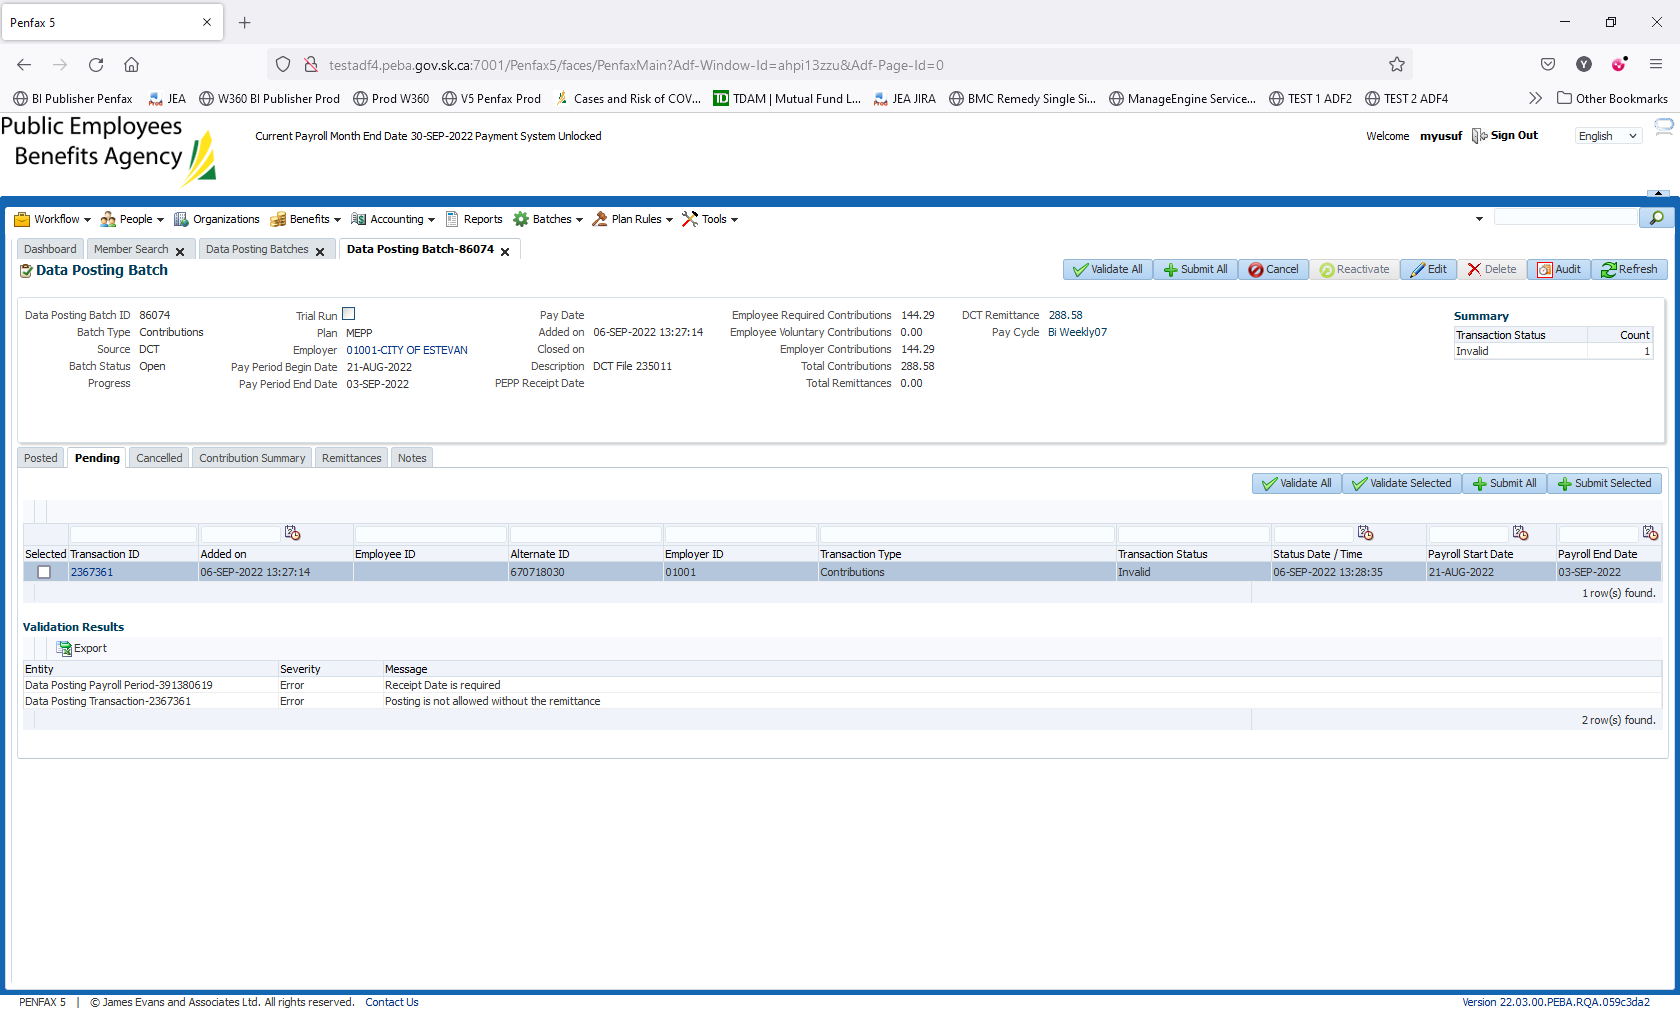 Penfax 5
testadf4.peba.gov.sk.ca:7001/Penfax5/faces/PenfaxMain?Adf-Window-Id=ahpi13zzu&Adf-Page-Id=0
BI Publisher Penfax JEA W360 BI Publisher Prod Prod W360 V5 Penfax Prod Cases and Risk of COV... TDAM | Mutual Fund L... JEA JIRA BMC Remedy Single Si... ManageEngine Service... TEST 1 ADF2 TEST 2 ADF4 Other Bookmarks
Public Employees
Benefits Agency
Current Payroll Month End Date 30-SEP-2022 Payment System Unlocked
Welcome myusuf Sign Out English
Workflow People Organizations Benefits Accounting Reports Batches Plan Rules Tools
Dashboard Member Search Data Posting Batches Data Posting Batch-86074
Data Posting Batch
Validate All Submit All Cancel Reactivate Edit Delete Audit Refresh
Data Posting Batch ID 86074 Trial Run Pay Date Employee Required Contributions 144.29 DCT Remittance 288.58
Batch Type Contributions Plan MEPP Added on 06-SEP-2022 13:27:14 Employee Voluntary Contributions 0.00 Pay Cycle Bi Weekly07
Source DCT Employer 01001-CITY OF ESTEVAN Closed on Employer Contributions 144.29
Batch Status Open Pay Period Begin Date 21-AUG-2022 Description DCT File 235011 Total Contributions 288.58
Progress Pay Period End Date 03-SEP-2022 PEPP Receipt Date Total Remittances 0.00
Summary
Transaction Status Count
Invalid 1
Posted Pending Cancelled Contribution Summary Remittances Notes
Validate All Validate Selected Submit All Submit Selected
Selected Transaction ID Added on Employee ID Alternate ID Employer ID Transaction Type Transaction Status Status Date / Time Payroll Start Date Payroll End Date
2367361 06-SEP-2022 13:27:14 670718030 01001 Contributions Invalid 06-SEP-2022 13:28:35 21-AUG-2022 03-SEP-2022
1 row(s) found.
Validation Results
Export
Entity Severity Message
Data Posting Payroll Period-391380619 Error Receipt Date is required
Data Posting Transaction-2367361 Error Posting is not allowed without the remittance
2 row(s) found.
PENFAX 5 | © James Evans and Associates Ltd. All rights reserved. Contact Us
Version 22.03.00.PEBA.RQA.059c3da2